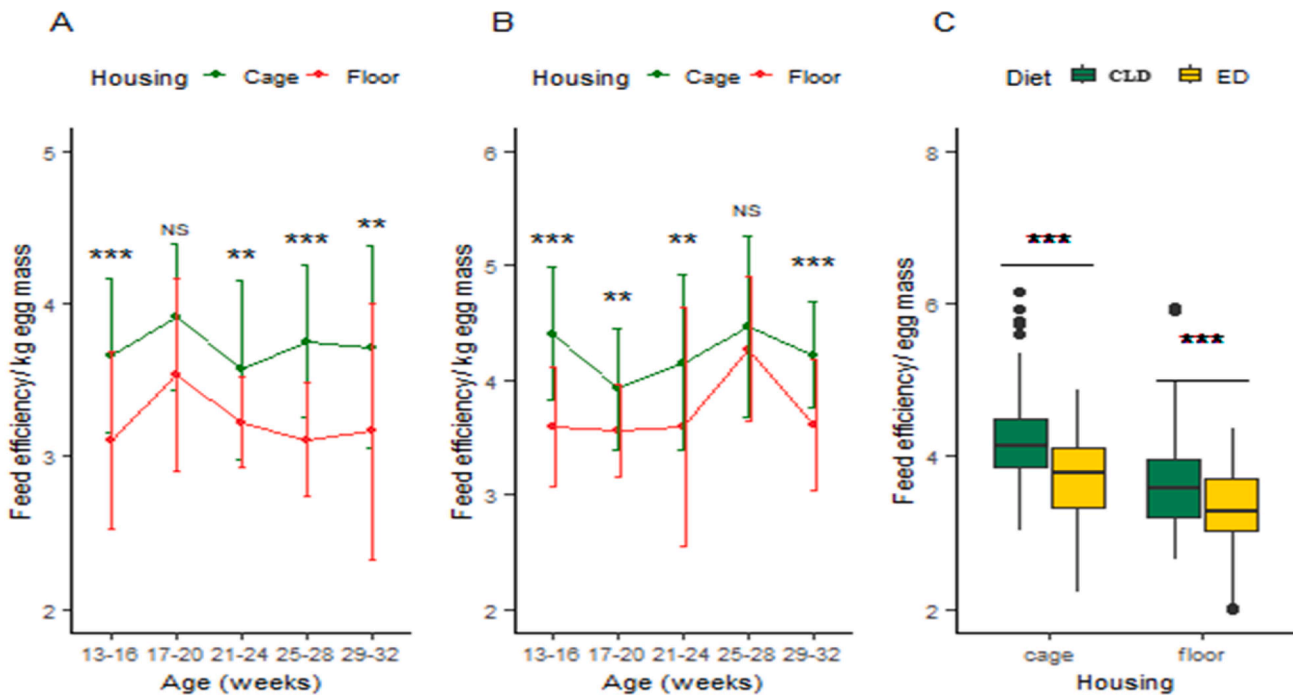 A
Housing Cage Floor
Feed efficiency/ kg egg mass
5
4
3
2
***
NS
**
***
**
13-16 17-20 21-24 25-28 29-32
Age (weeks)
B
Housing Cage Floor
Feed efficiency/ kg egg mass
6
5
4
3
2
***
**
**
NS
***
13-16 17-20 21-24 25-28 29-32
Age (weeks)
C
Diet CLD ED
Feed efficiency/ egg mass
8
6
4
2
***
***
cage floor
Housing